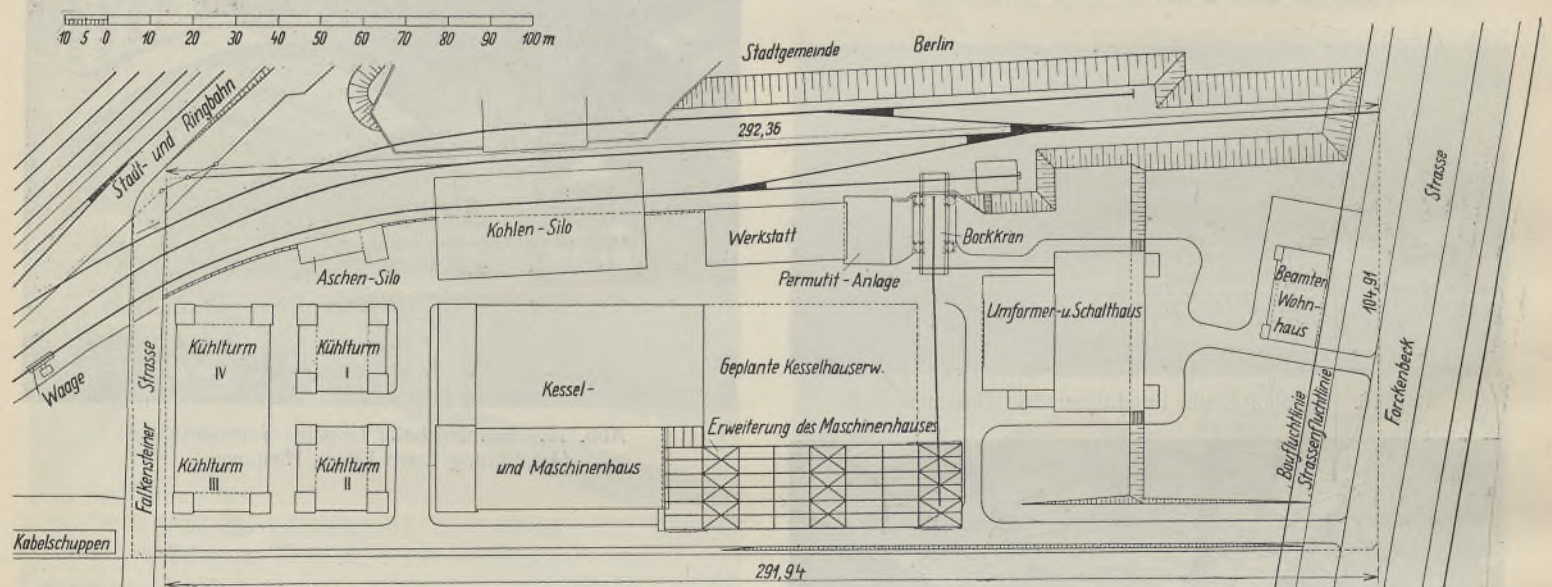 10 5 0 10 20 30 40 50 60 70 80 90 100 m
Stadtgemeinde Berlin
Stadt- und Ringbahn
292,36
Strasse
Kohlen-Silo
Werkstatt
Bockkran
Aschen-Silo
Permutit-Anlage
Beamten
Wohn-
haus
104,91
Umformer- u. Schalthaus
Kühlturm
IV
Kühlturm
I
Kessel-
Geplante Kesselhauserw.
Waage
Falkensteiner Strasse
Forckenbeck
Baufluchtlinie
Strassenfluchtlinie
Erweiterung des Maschinenhauses
Kühlturm
III
Kühlturm
II
und Maschinenhaus
Kabelschuppen
291,94